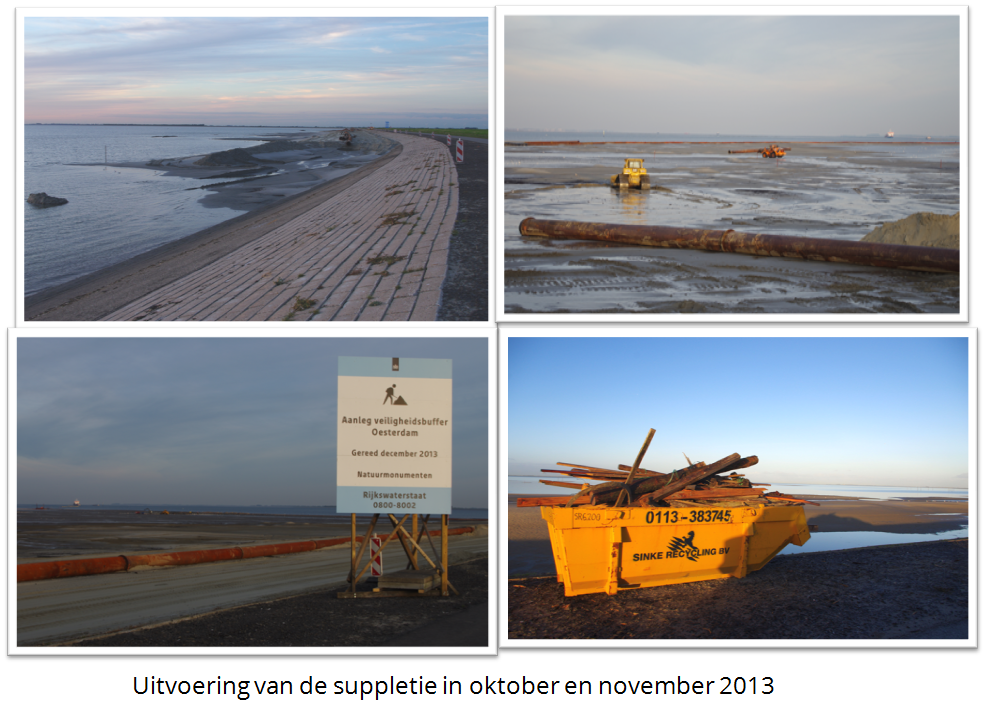 Aanleg veiligheidsbuffer
Oesterdam
Gereed december 2013
Natuurmonumenten
Rijkswaterstaat
0800-8002
SR6200
0113-383745
SINKE RECYCLING BV
Uitvoering van de suppletie in oktober en november 2013